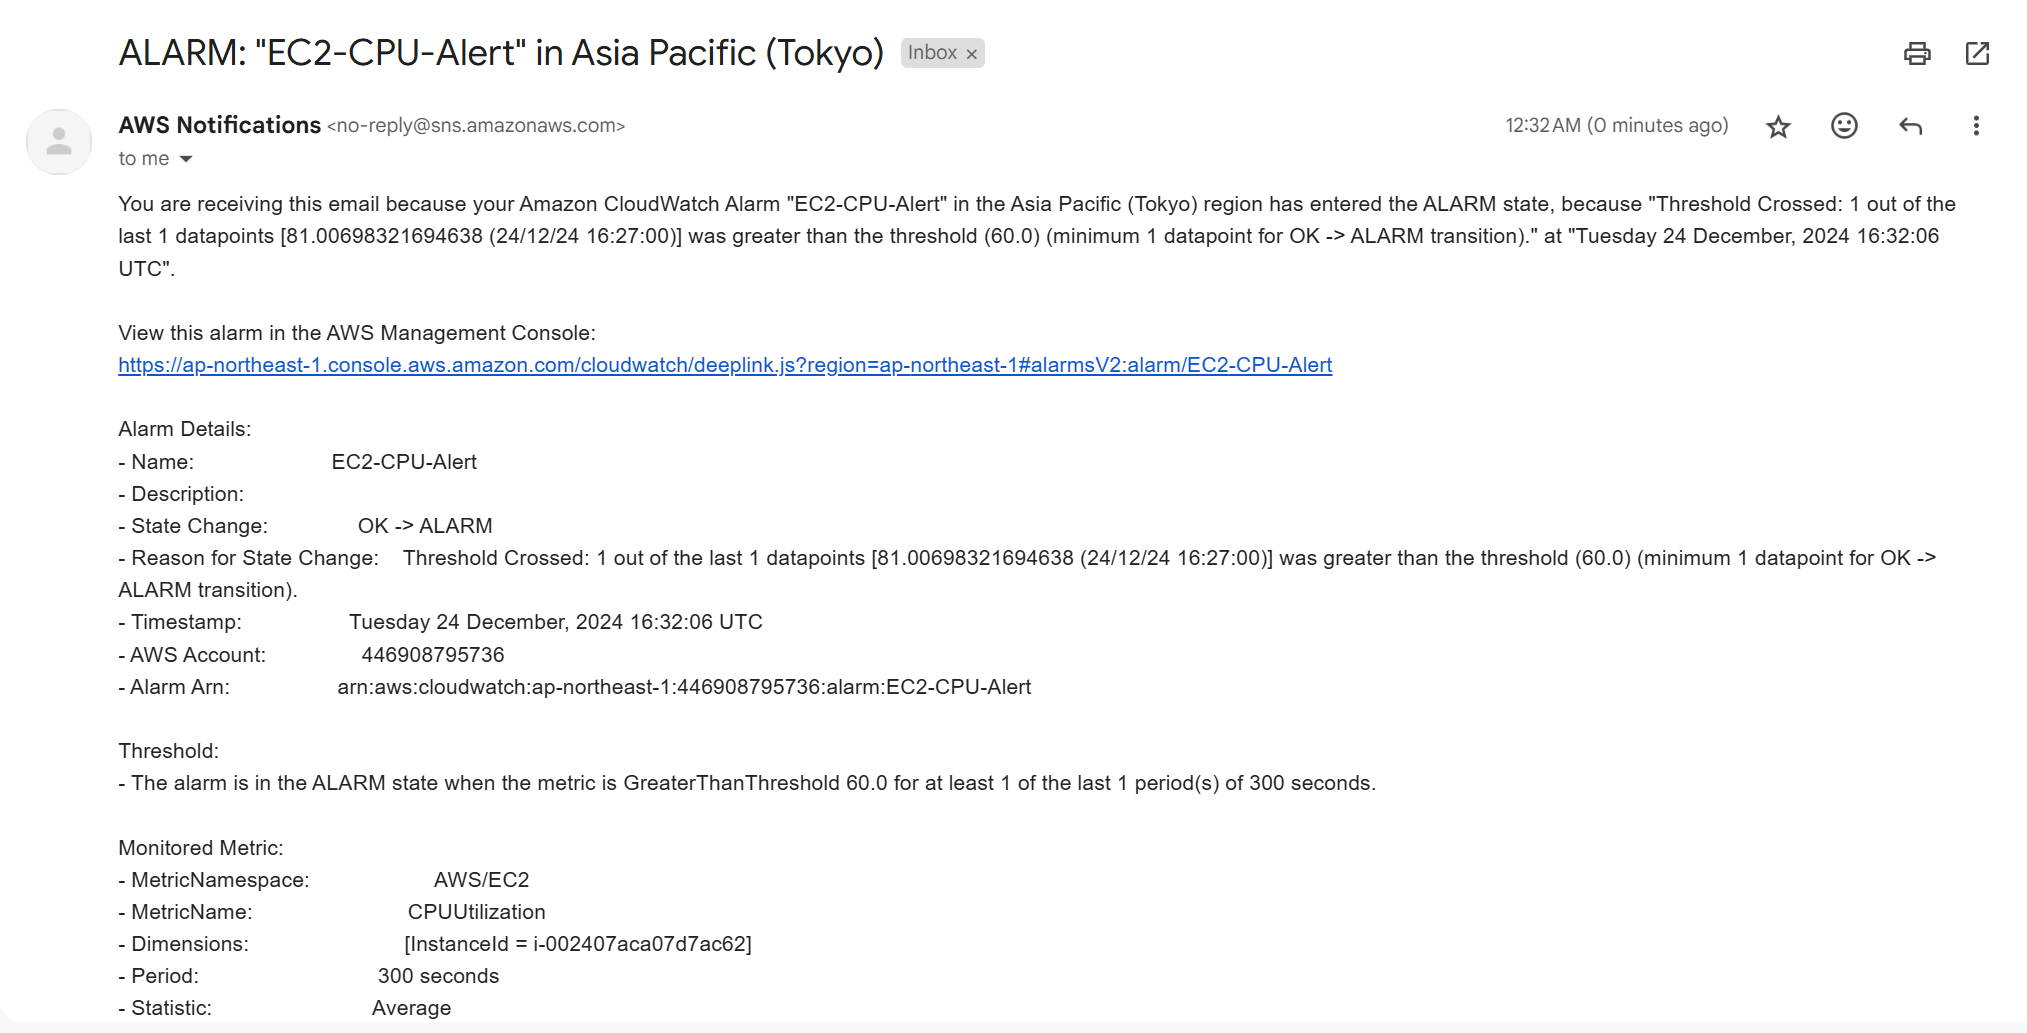 ALARM: "EC2-CPU-Alert" in Asia Pacific (Tokyo) Inbox ×
AWS Notifications <no-reply@sns.amazonaws.com> 12:32 AM (0 minutes ago)
to me
You are receiving this email because your Amazon CloudWatch Alarm "EC2-CPU-Alert" in the Asia Pacific (Tokyo) region has entered the ALARM state, because "Threshold Crossed: 1 out of the
last 1 datapoints [81.00698321694638 (24/12/24 16:27:00)] was greater than the threshold (60.0) (minimum 1 datapoint for OK -> ALARM transition)." at "Tuesday 24 December, 2024 16:32:06
UTC".
View this alarm in the AWS Management Console:
https://ap-northeast-1.console.aws.amazon.com/cloudwatch/deeplink.js?region=ap-northeast-1#alarmsV2:alarm/EC2-CPU-Alert
Alarm Details:
- Name: EC2-CPU-Alert
- Description:
- State Change: OK -> ALARM
- Reason for State Change: Threshold Crossed: 1 out of the last 1 datapoints [81.00698321694638 (24/12/24 16:27:00)] was greater than the threshold (60.0) (minimum 1 datapoint for OK ->
ALARM transition).
- Timestamp: Tuesday 24 December, 2024 16:32:06 UTC
- AWS Account: 446908795736
- Alarm Arn: arn:aws:cloudwatch:ap-northeast-1:446908795736:alarm:EC2-CPU-Alert
Threshold:
- The alarm is in the ALARM state when the metric is GreaterThanThreshold 60.0 for at least 1 of the last 1 period(s) of 300 seconds.
Monitored Metric:
- MetricNamespace: AWS/EC2
- MetricName: CPUUtilization
- Dimensions: [InstanceId = i-002407aca07d7ac62]
- Period: 300 seconds
- Statistic: Average